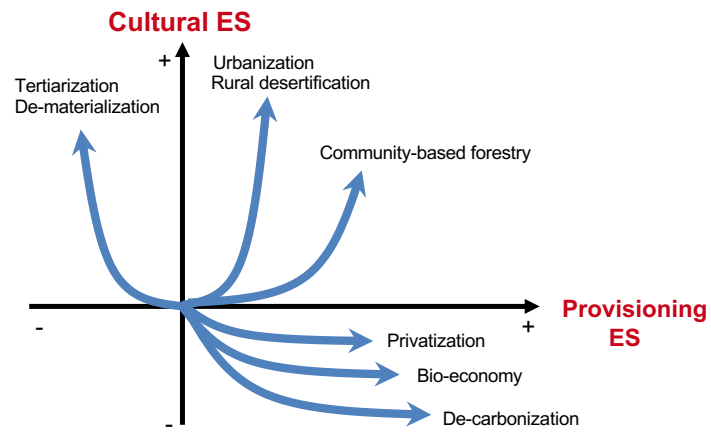 Cultural ES
+
Urbanization
Rural desertification
Tertiarization
De-materialization
Community-based forestry
-
+
Provisioning
ES
Privatization
Bio-economy
De-carbonization
-